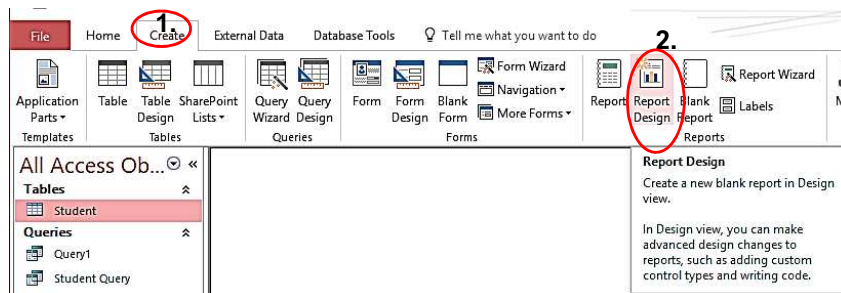 1.
File Home Create External Data Database Tools Tell me what you want to do
2.
Application Parts
Table
Table Design
SharePoint Lists
Query Wizard
Query Design
Form
Form Design
Blank Form
Form Wizard
Navigation
More Forms
Report
Report Design
Blank Report
Report Wizard
Labels
M
Templates Tables Queries Forms Reports
All Access Ob...
Tables
Student
Queries
Query1
Student Query
Report Design
Create a new blank report in Design
view.
In Design view, you can make
advanced design changes to
reports, such as adding custom
control types and writing code.